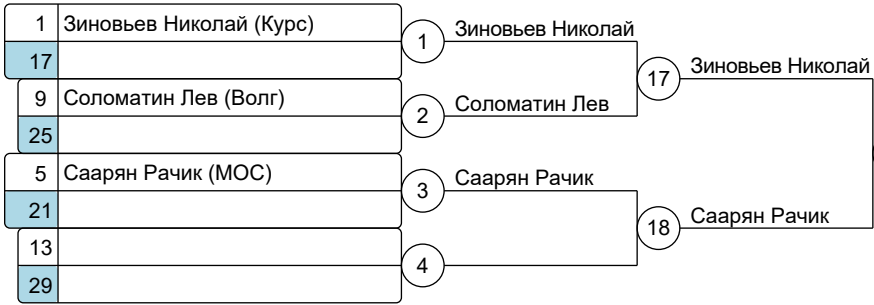 1 Зиновьев Николай (Курс)
17
1 Зиновьев Николай
9 Соломатин Лев (Волг)
25
2 Соломатин Лев
17 Зиновьев Николай
5 Саарян Рачик (МОС)
21
3 Саарян Рачик
13
29
4
18 Саарян Рачик